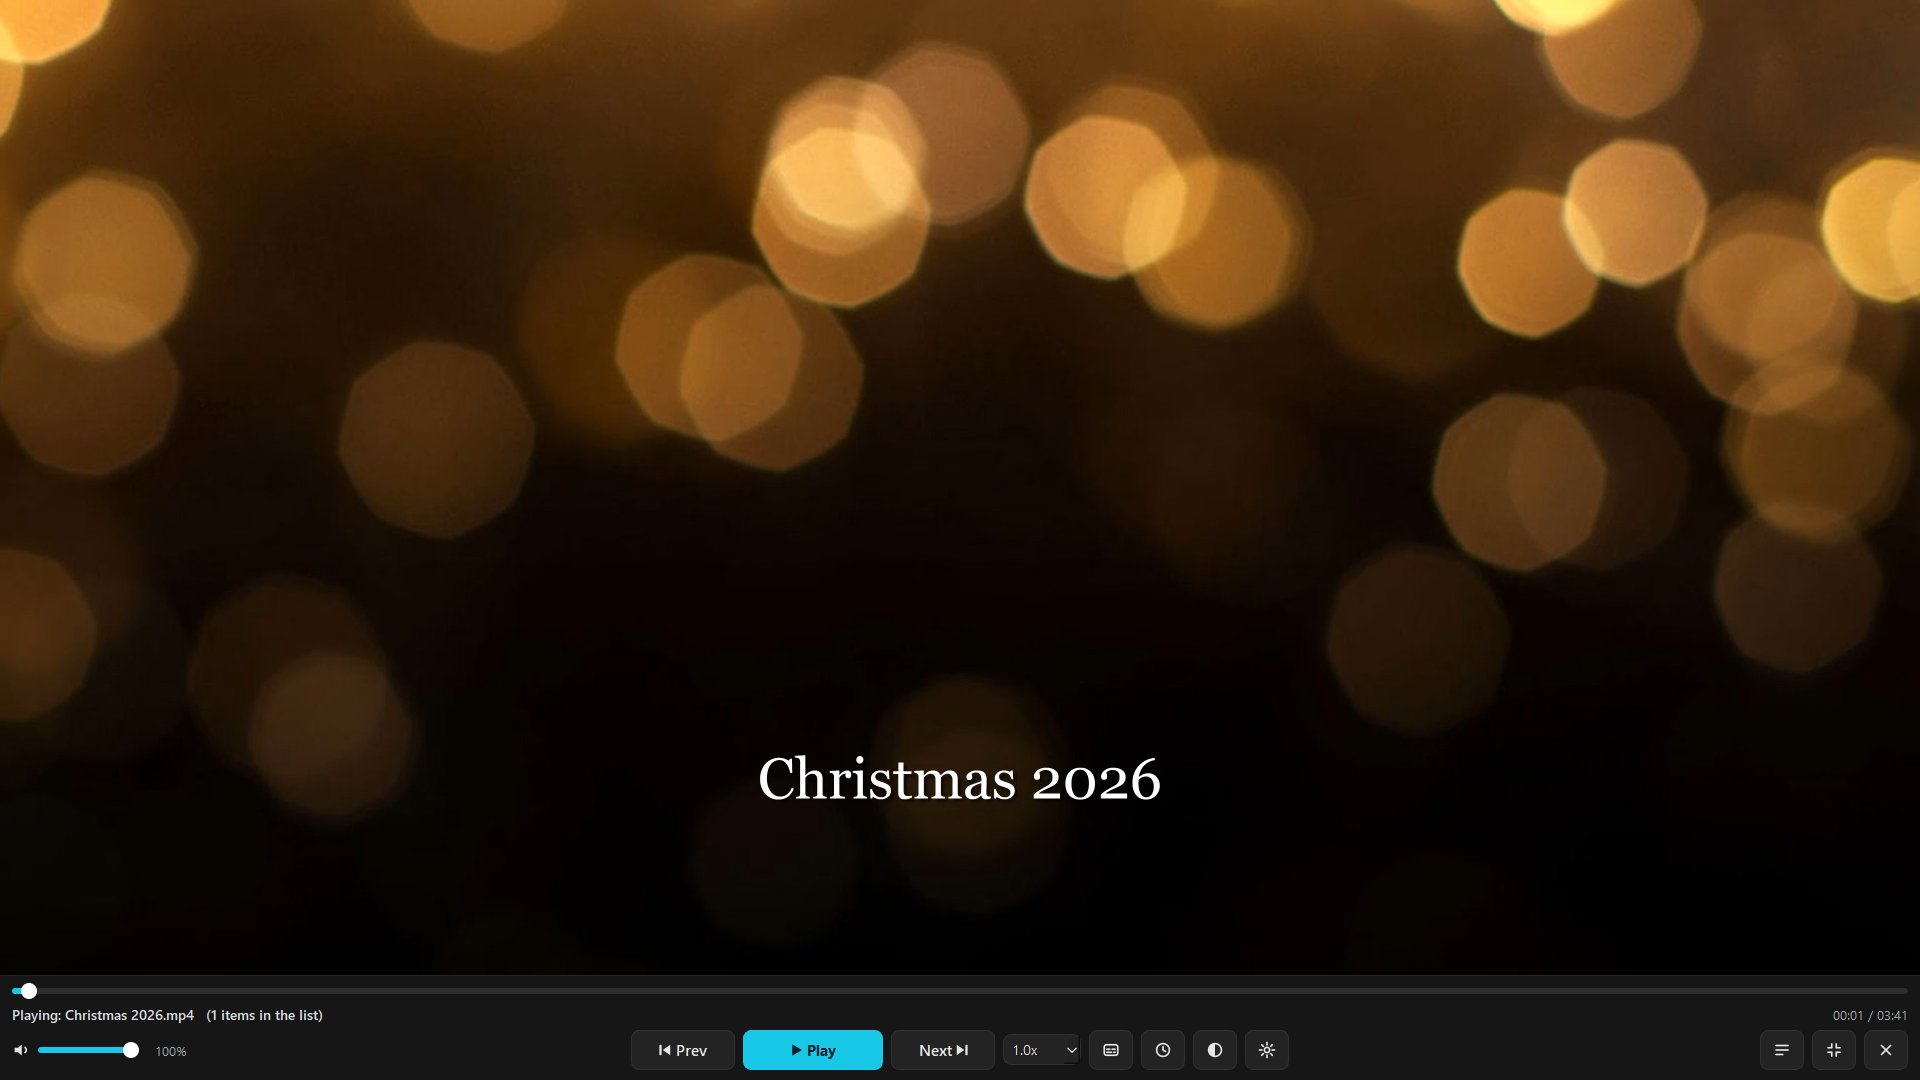 Christmas 2026
Playing: Christmas 2026.mp4 (1 items in the list)
00:01 / 03:41
100%
Prev
Play
Next
1.0x